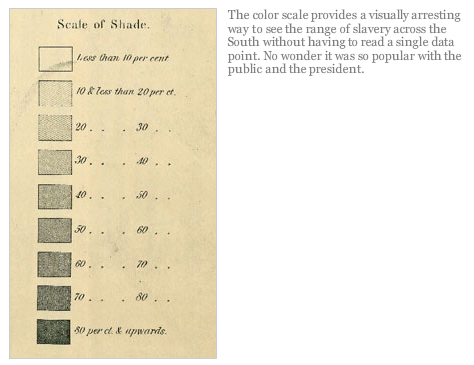 Scale of Shade.
Less than 10 per cent
10 & less than 20 per ct.
20 . . . 30 . .
30 . . . 40 . .
40 . . . 50 . .
50 . . . 60 . .
60 . . . 70 . .
70 . . . 80 . .
80 per ct. & upwards.
The color scale provides a visually arresting
way to see the range of slavery across the
South without having to read a single data
point. No wonder it was so popular with the
public and the president.